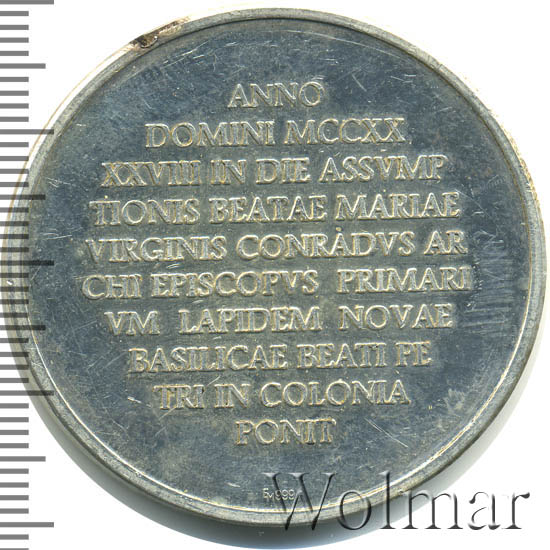 ANNO
DOMINI MCCXX
XXVIII IN DIE ASSVMP
TIONIS BEATAE MARIAE
VIRGINIS CONRADVS AR
CHI EPISCOPVS PRIMARI
VM LAPIDEM NOVAE
BASILICAE BEATI PE
TRI IN COLONIA
PONIT
999
Wolmar